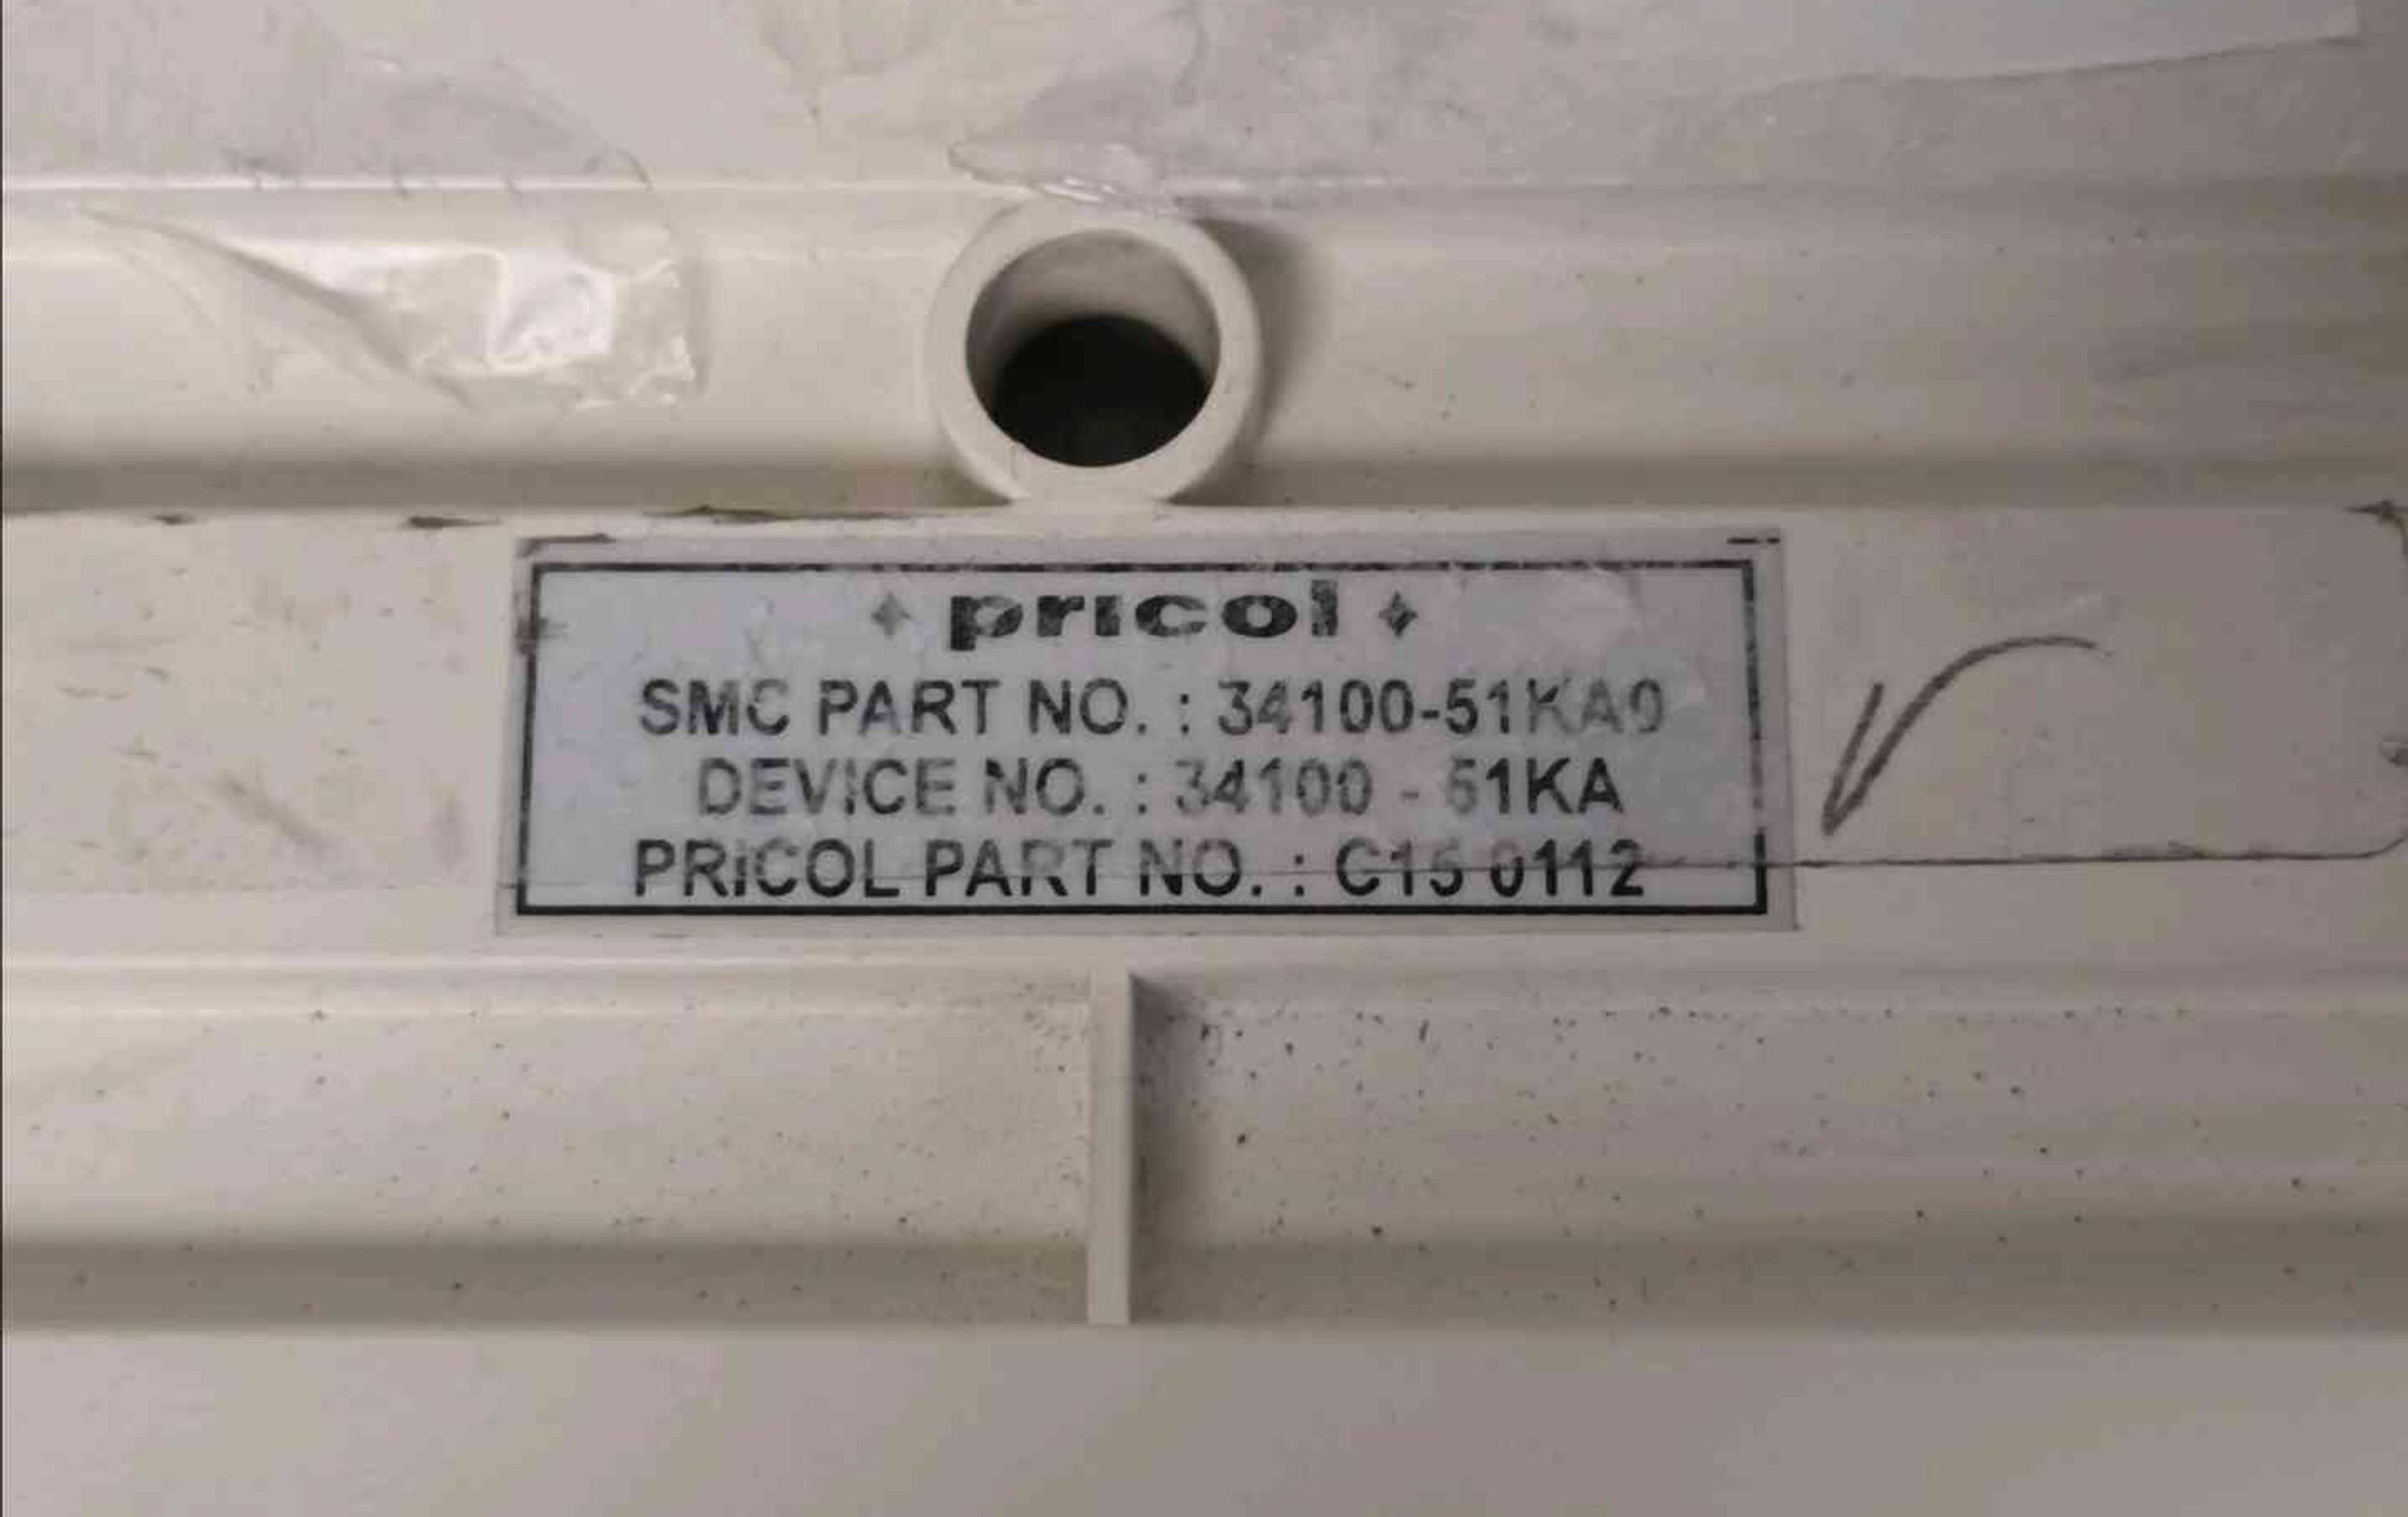 pricol
SMC PART NO. : 34100-51KA0
DEVICE NO. : 34100 - 51KA
PRICOL PART NO. : C15 0112